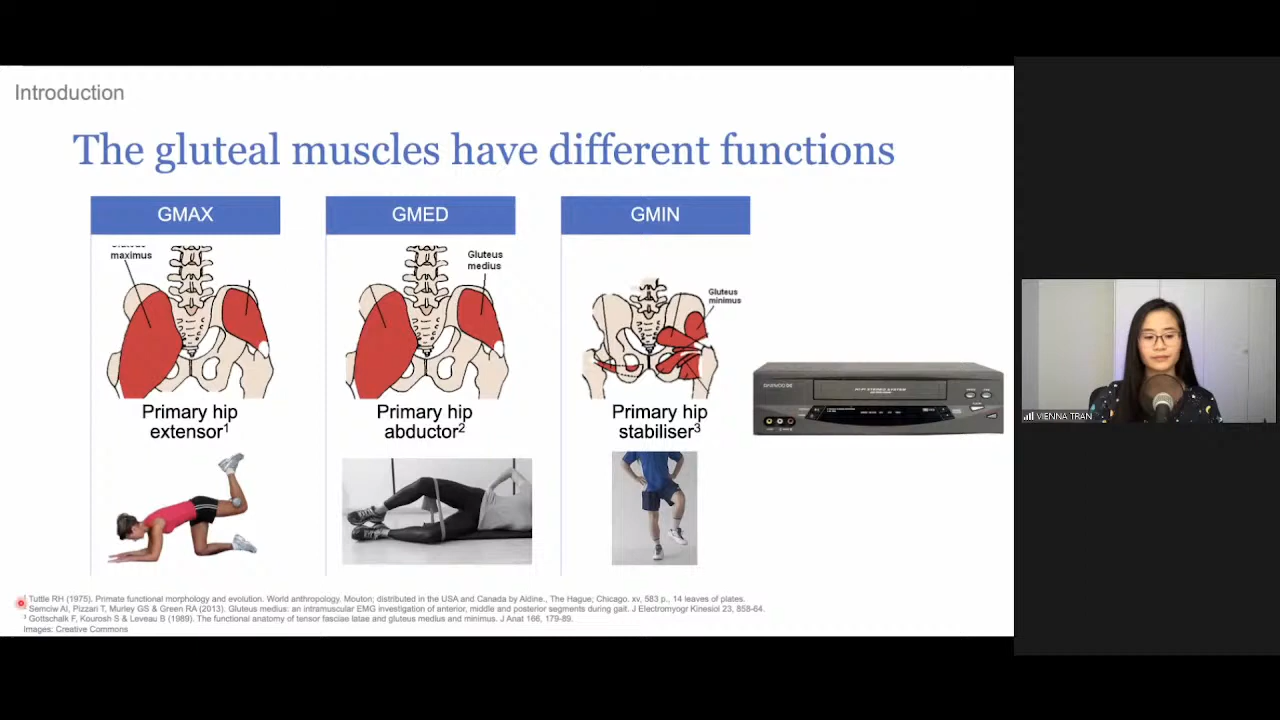 Introduction
The gluteal muscles have different functions
GMAX
GMED
GMIN
maximus
Gluteus
medius
Gluteus
minimus
Primary hip
extensor¹
Primary hip
abductor²
Primary hip
stabiliser³
DAEWOO
VIENNA TRAN
¹ Tuttle RH (1975). Primate functional morphology and evolution. World anthropology. Mouton; distributed in the USA and Canada by Aldine., The Hague; Chicago. xv, 583 p., 14 leaves of plates.
Semciw AI, Pizzari T, Murley GS & Green RA (2013). Gluteus medius: an intramuscular EMG investigation of anterior, middle and posterior segments during gait. J Electromyogr Kinesiol 23, 858-64.
³ Gottschalk F, Kourosh S & Leveau B (1989). The functional anatomy of tensor fasciae latae and gluteus medius and minimus. J Anat 166, 179-89.
Images: Creative Commons